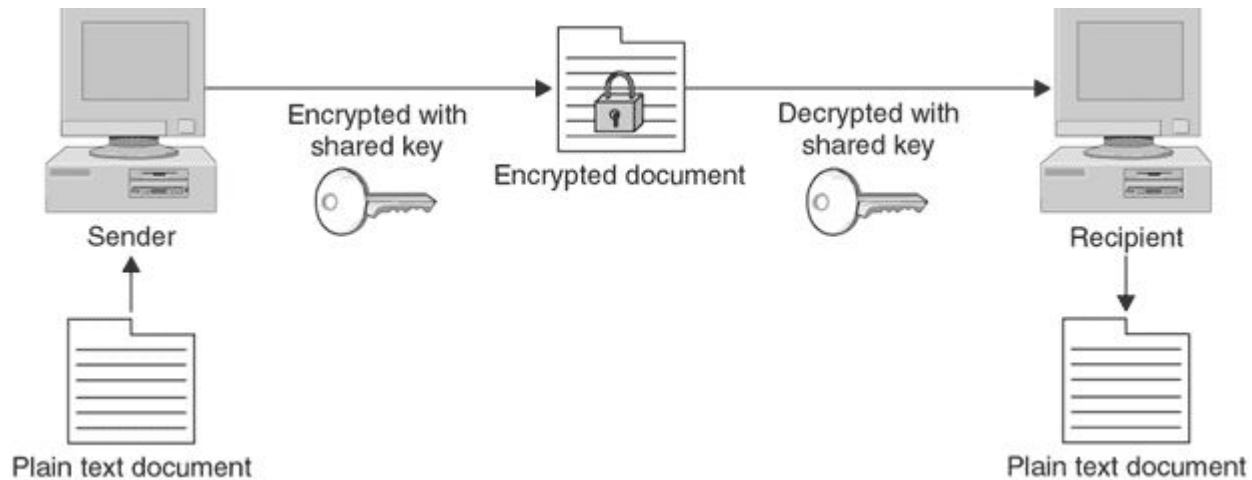 Encrypted with
shared key
Encrypted document
Decrypted with
shared key
Sender
Recipient
Plain text document
Plain text document